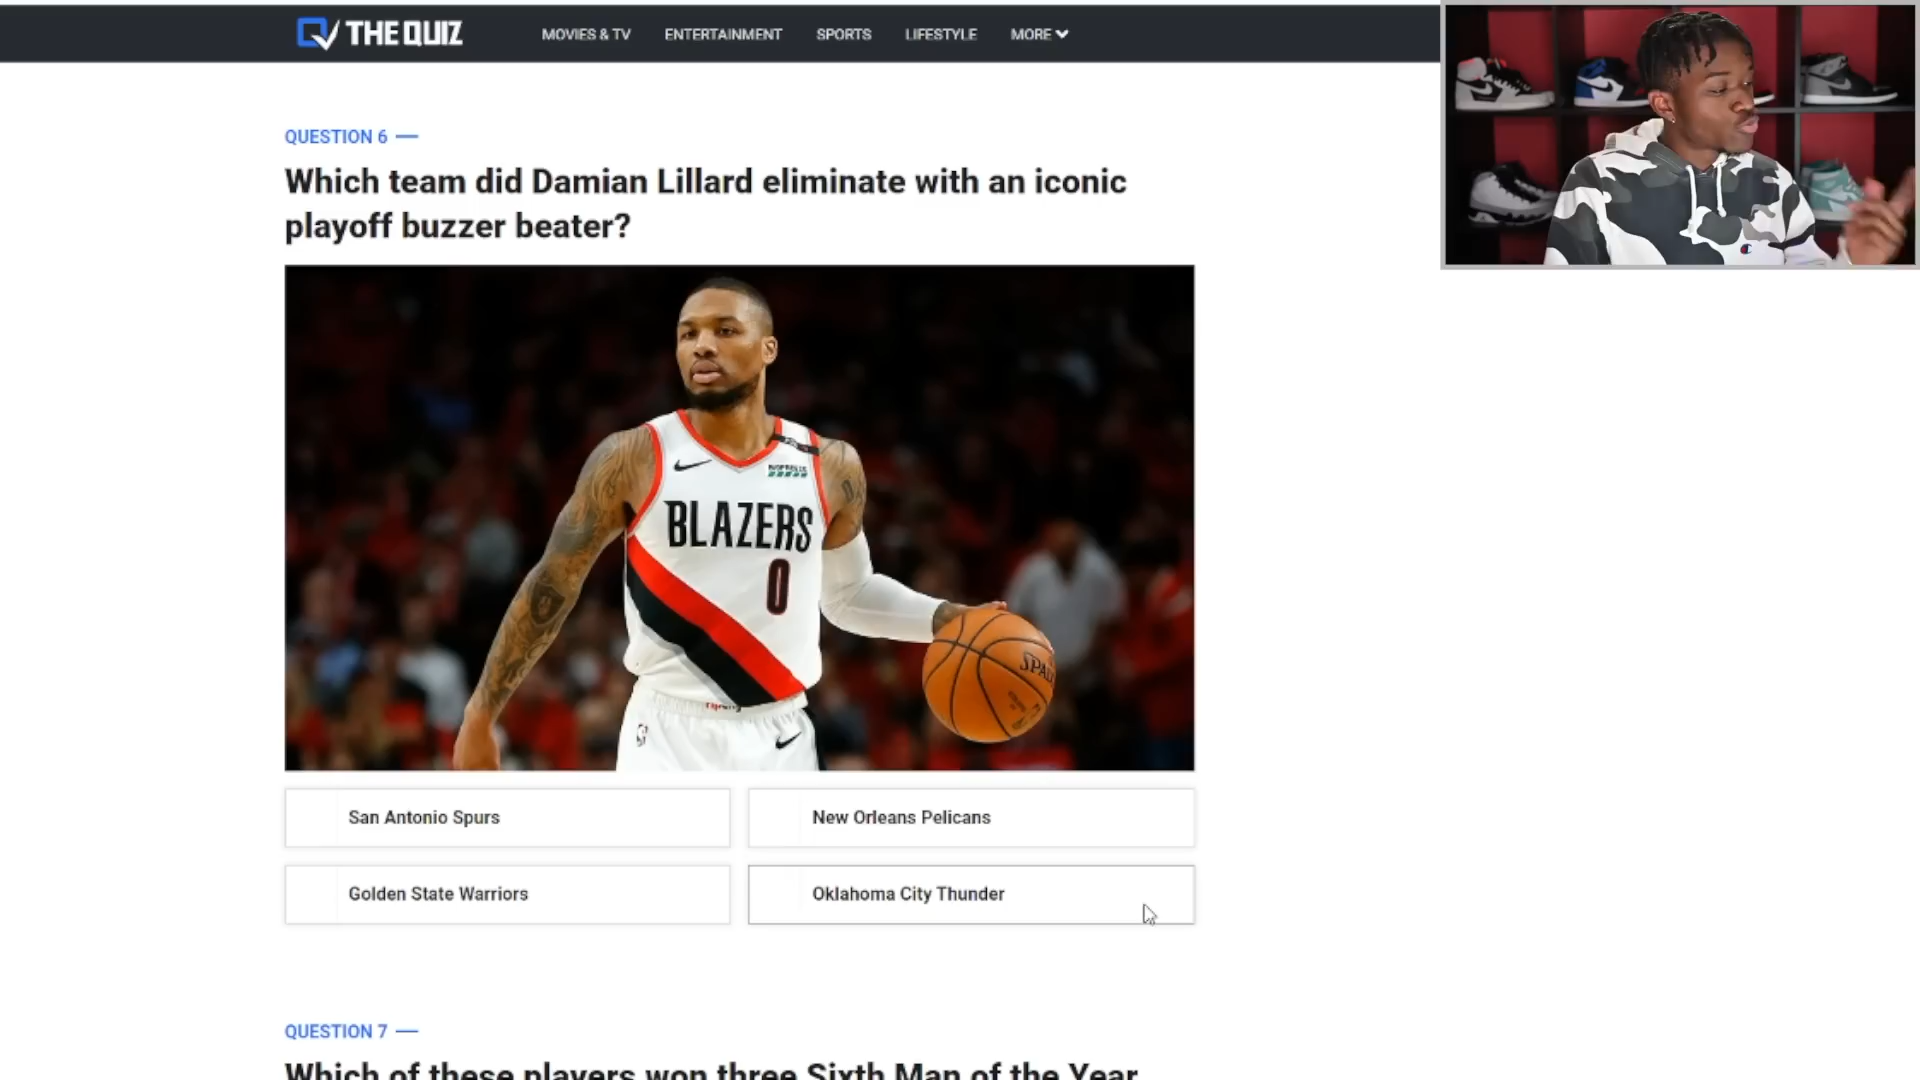 THE QUIZ
MOVIES & TV
ENTERTAINMENT
SPORTS
LIFESTYLE
MORE
QUESTION 6
Which team did Damian Lillard eliminate with an iconic
playoff buzzer beater?
BLAZERS
0
San Antonio Spurs
New Orleans Pelicans
Golden State Warriors
Oklahoma City Thunder
QUESTION 7
Which of these players won three Sixth Man of the Year